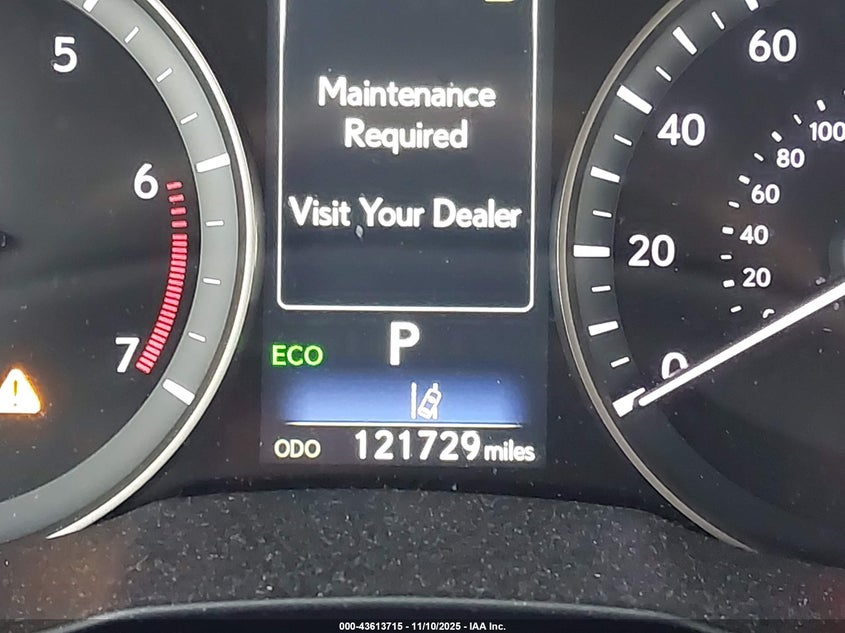 5
6
7
Maintenance
Required
Visit Your Dealer
P
ECO
ODO 121729 miles
60
40
20
0
100
80
60
40
20
000-43613715 - 11/10/2025 - IAA Inc.